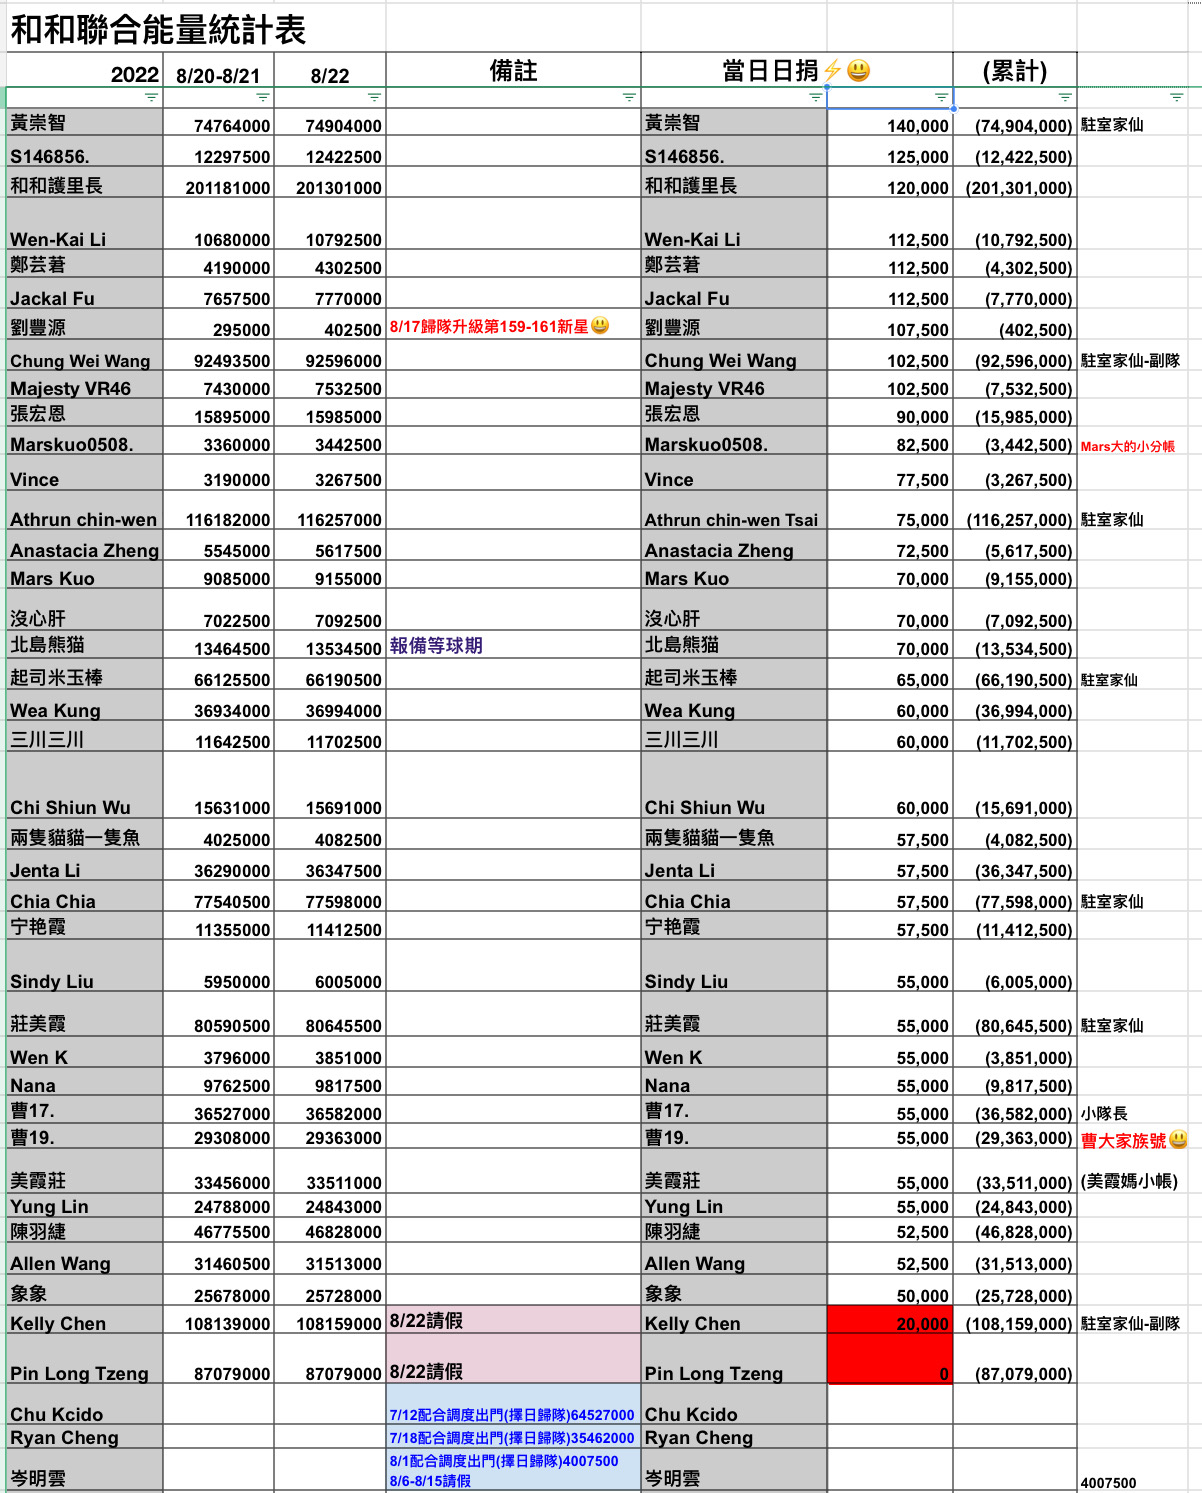 和和聯合能量統計表
2022 8/20-8/21 8/22 備註 當日日捐⚡😃 (累計)
黃崇智 74764000 74904000 黃崇智 140,000 (74,904,000) 駐室家仙
S146856. 12297500 12422500 S146856. 125,000 (12,422,500)
和和護里長 201181000 201301000 和和護里長 120,000 (201,301,000)
Wen-Kai Li 10680000 10792500 Wen-Kai Li 112,500 (10,792,500)
鄭芸莙 4190000 4302500 鄭芸莙 112,500 (4,302,500)
Jackal Fu 7657500 7770000 Jackal Fu 112,500 (7,770,000)
劉豐源 295000 402500 8/17歸隊升級第159-161新星😃 劉豐源 107,500 (402,500)
Chung Wei Wang 92493500 92596000 Chung Wei Wang 102,500 (92,596,000) 駐室家仙-副隊
Majesty VR46 7430000 7532500 Majesty VR46 102,500 (7,532,500)
張宏恩 15895000 15985000 張宏恩 90,000 (15,985,000)
Marskuo0508. 3360000 3442500 Marskuo0508. 82,500 (3,442,500) Mars大的小分帳
Vince 3190000 3267500 Vince 77,500 (3,267,500)
Athrun chin-wen 116182000 116257000 Athrun chin-wen Tsai 75,000 (116,257,000) 駐室家仙
Anastacia Zheng 5545000 5617500 Anastacia Zheng 72,500 (5,617,500)
Mars Kuo 9085000 9155000 Mars Kuo 70,000 (9,155,000)
沒心肝 7022500 7092500 沒心肝 70,000 (7,092,500)
北島熊猫 13464500 13534500 報備等球期 北島熊猫 70,000 (13,534,500)
起司米玉棒 66125500 66190500 起司米玉棒 65,000 (66,190,500) 駐室家仙
Wea Kung 36934000 36994000 Wea Kung 60,000 (36,994,000)
三川三川 11642500 11702500 三川三川 60,000 (11,702,500)
Chi Shiun Wu 15631000 15691000 Chi Shiun Wu 60,000 (15,691,000)
兩隻貓貓一隻魚 4025000 4082500 兩隻貓貓一隻魚 57,500 (4,082,500)
Jenta Li 36290000 36347500 Jenta Li 57,500 (36,347,500)
Chia Chia 77540500 77598000 Chia Chia 57,500 (77,598,000) 駐室家仙
宁艳霞 11355000 11412500 宁艳霞 57,500 (11,412,500)
Sindy Liu 5950000 6005000 Sindy Liu 55,000 (6,005,000)
莊美霞 80590500 80645500 莊美霞 55,000 (80,645,500) 駐室家仙
Wen K 3796000 3851000 Wen K 55,000 (3,851,000)
Nana 9762500 9817500 Nana 55,000 (9,817,500)
曹17. 36527000 36582000 曹17. 55,000 (36,582,000) 小隊長
曹19. 29308000 29363000 曹19. 55,000 (29,363,000) 曹大家族號😃
美霞莊 33456000 33511000 美霞莊 55,000 (33,511,000) (美霞媽小帳)
Yung Lin 24788000 24843000 Yung Lin 55,000 (24,843,000)
陳羽緁 46775500 46828000 陳羽緁 52,500 (46,828,000)
Allen Wang 31460500 31513000 Allen Wang 52,500 (31,513,000)
象象 25678000 25728000 象象 50,000 (25,728,000)
Kelly Chen 108139000 108159000 8/22請假 Kelly Chen 20,000 (108,159,000) 駐室家仙-副隊
Pin Long Tzeng 87079000 87079000 8/22請假 Pin Long Tzeng 0 (87,079,000)
Chu Kcido 7/12配合調度出門(擇日歸隊)64527000 Chu Kcido
Ryan Cheng 7/18配合調度出門(擇日歸隊)35462000 Ryan Cheng
8/1配合調度出門(擇日歸隊)4007500
岑明雲 8/6-8/15請假 岑明雲 4007500